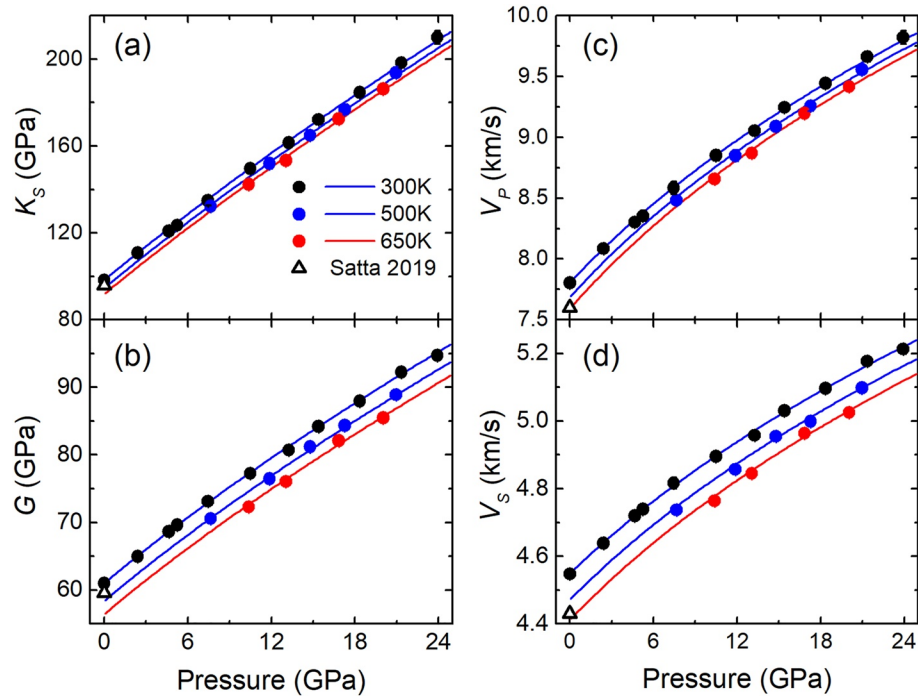 (a)
K_S (GPa)
200
160
120
80
300K
500K
650K
Satta 2019
(b)
G (GPa)
90
80
70
60
0 6 12 18 24
Pressure (GPa)
(c)
V_P (km/s)
10.0
9.5
9.0
8.5
8.0
7.5
(d)
V_S (km/s)
5.2
5.0
4.8
4.6
4.4
0 6 12 18 24
Pressure (GPa)